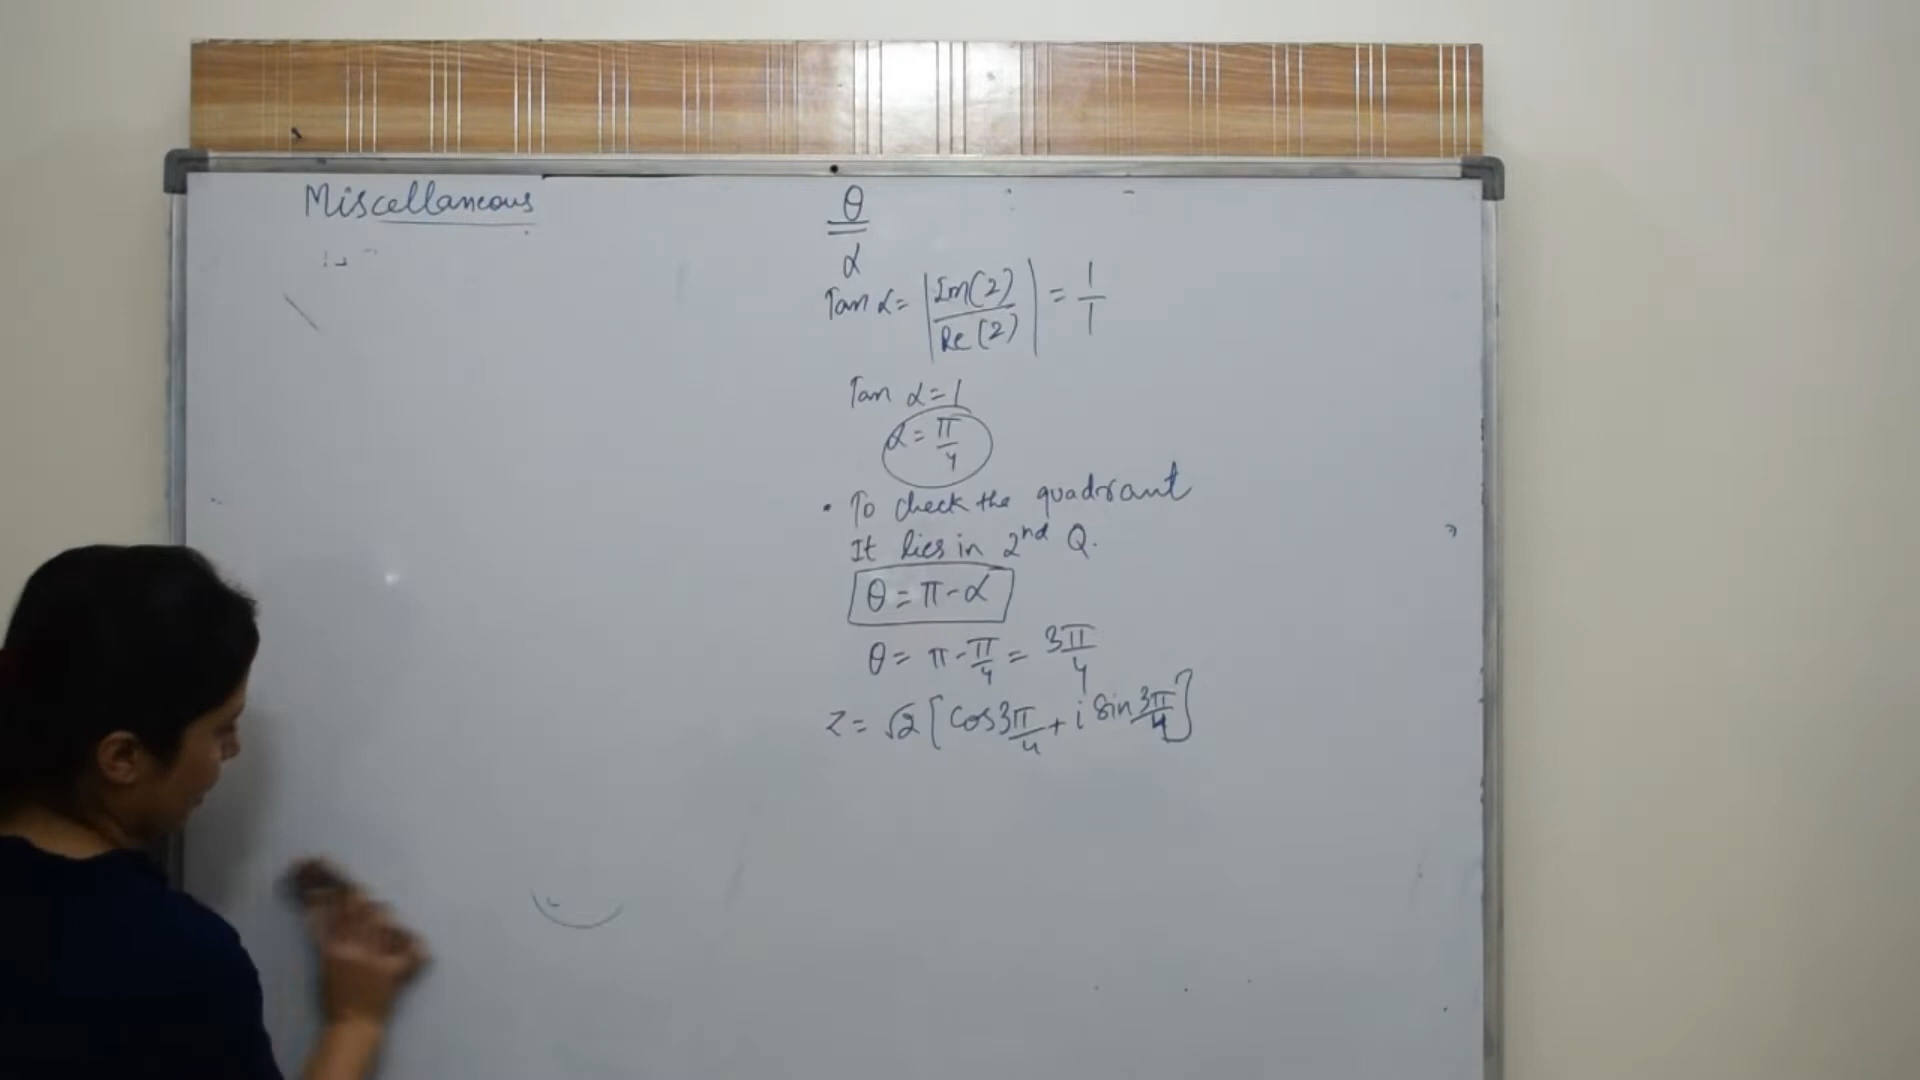 Miscellaneous
θ
α
Tan α = |Im(z)/Re(z)| = 1/1
Tan α = 1
α = π/4
• To check the quadrant
It lies in 2nd Q.
θ = π - α
θ = π - π/4 = 3π/4
z = √2 [cos 3π/4 + i sin 3π/4]